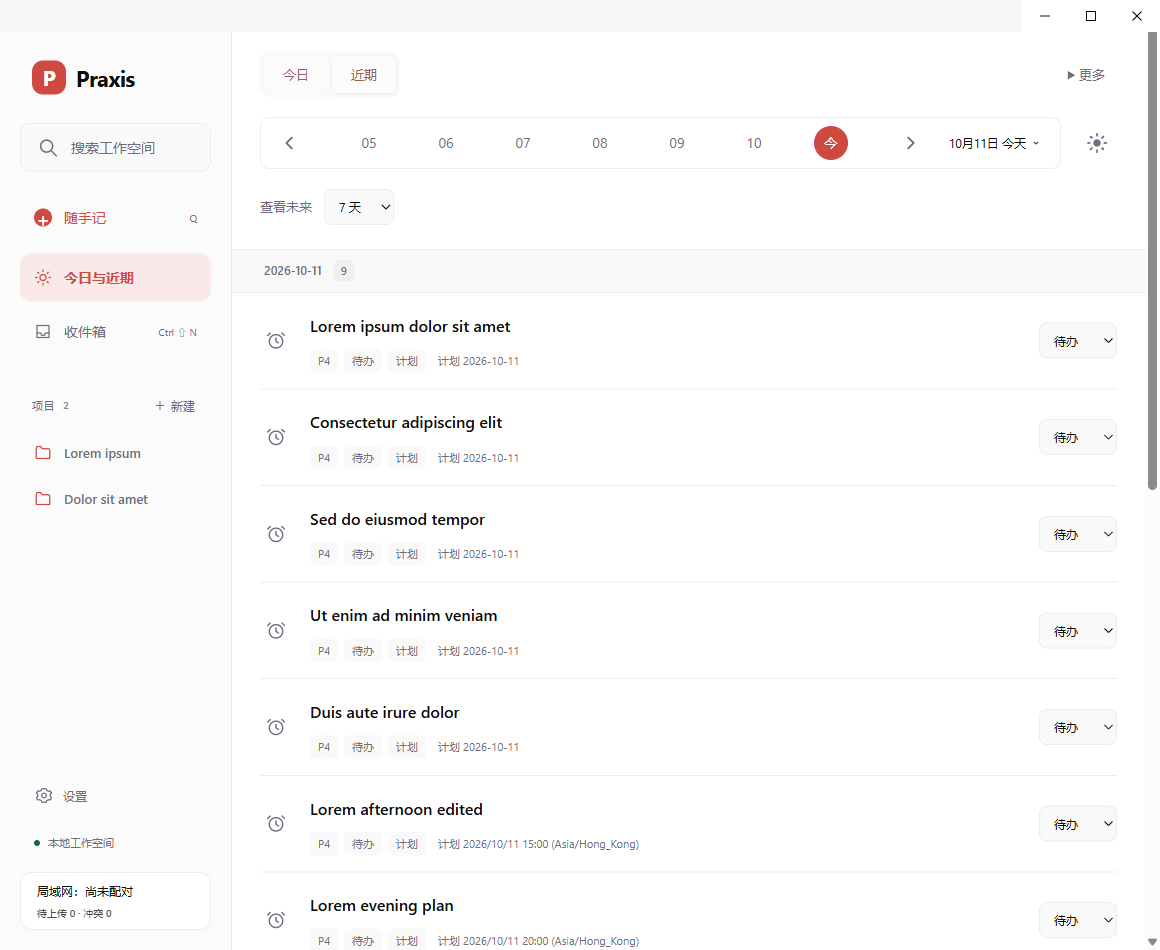 P Praxis
搜索工作空间
随手记 Q
今日与近期
收件箱 Ctrl ⇧ N
项目 2 + 新建
Lorem ipsum
Dolor sit amet
设置
本地工作空间
局域网：尚未配对
待上传 0 · 冲突 0
今日 近期
更多
05 06 07 08 09 10 今 10月11日 今天
查看未来 7 天
2026-10-11 9
Lorem ipsum dolor sit amet
P4 待办 计划 计划 2026-10-11
待办
Consectetur adipiscing elit
P4 待办 计划 计划 2026-10-11
待办
Sed do eiusmod tempor
P4 待办 计划 计划 2026-10-11
待办
Ut enim ad minim veniam
P4 待办 计划 计划 2026-10-11
待办
Duis aute irure dolor
P4 待办 计划 计划 2026-10-11
待办
Lorem afternoon edited
P4 待办 计划 计划 2026/10/11 15:00 (Asia/Hong_Kong)
待办
Lorem evening plan
P4 待办 计划 计划 2026/10/11 20:00 (Asia/Hong_Kong)
待办